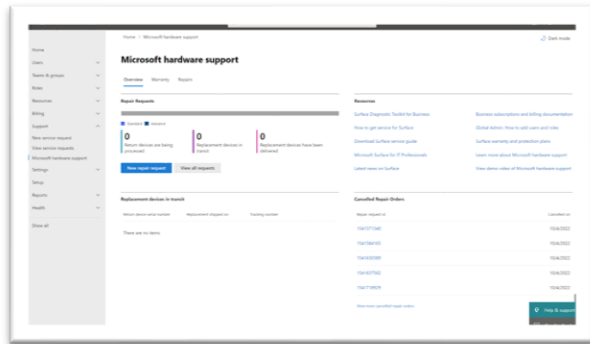 Home / Microsoft hardware support
Dark mode
Home
Users
Teams & groups
Roles
Resources
Billing
Support
New service request
View service requests
Microsoft hardware support
Settings
Setup
Reports
Health
Show all
Microsoft hardware support
Overview Warranty Repairs
Repair Requests
Standard Advance
0 0 0
Return devices are being processed
Replacement devices in transit
Replacement devices have been delivered
New repair request View all requests
Resources
Surface Diagnostic Toolkit for Business
How to get service for Surface
Download Surface service guide
Microsoft Surface for IT Professionals
Latest news on Surface
Business subscriptions and billing documentation
Global Admin: How to add users and roles
Surface warranty and protection plans
Learn more about Microsoft hardware support
View demo video of Microsoft hardware support
Replacement devices in transit
Return device serial number Replacement shipped on Tracking number
There are no items
Cancelled Repair Orders
Repair request id Cancelled on
10/6/2022
10/6/2022
10/6/2022
10/6/2022
10/6/2022
View more cancelled repair orders
Help & support